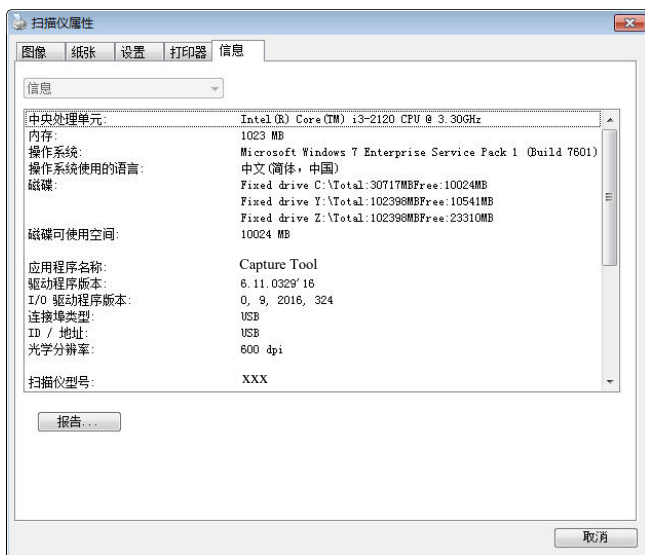 扫描仪属性
图像 纸张 设置 打印器 信息
信息
中央处理单元: Intel(R) Core(TM) i3-2120 CPU @ 3.30GHz
内存: 1023 MB
操作系统: Microsoft Windows 7 Enterprise Service Pack 1 (Build 7601)
操作系统使用的语言: 中文(简体，中国)
磁碟: Fixed drive C:\Total:30717MBFree:10024MB
Fixed drive Y:\Total:102398MBFree:10541MB
Fixed drive Z:\Total:102398MBFree:23310MB
磁碟可使用空间: 10024 MB
应用程序名称: Capture Tool
驱动程序版本: 6.11.0329'16
I/O 驱动程序版本: 0, 9, 2016, 324
连接埠类型: USB
ID / 地址: USB
光学分辨率: 600 dpi
扫描仪型号: XXX
报告...
取消